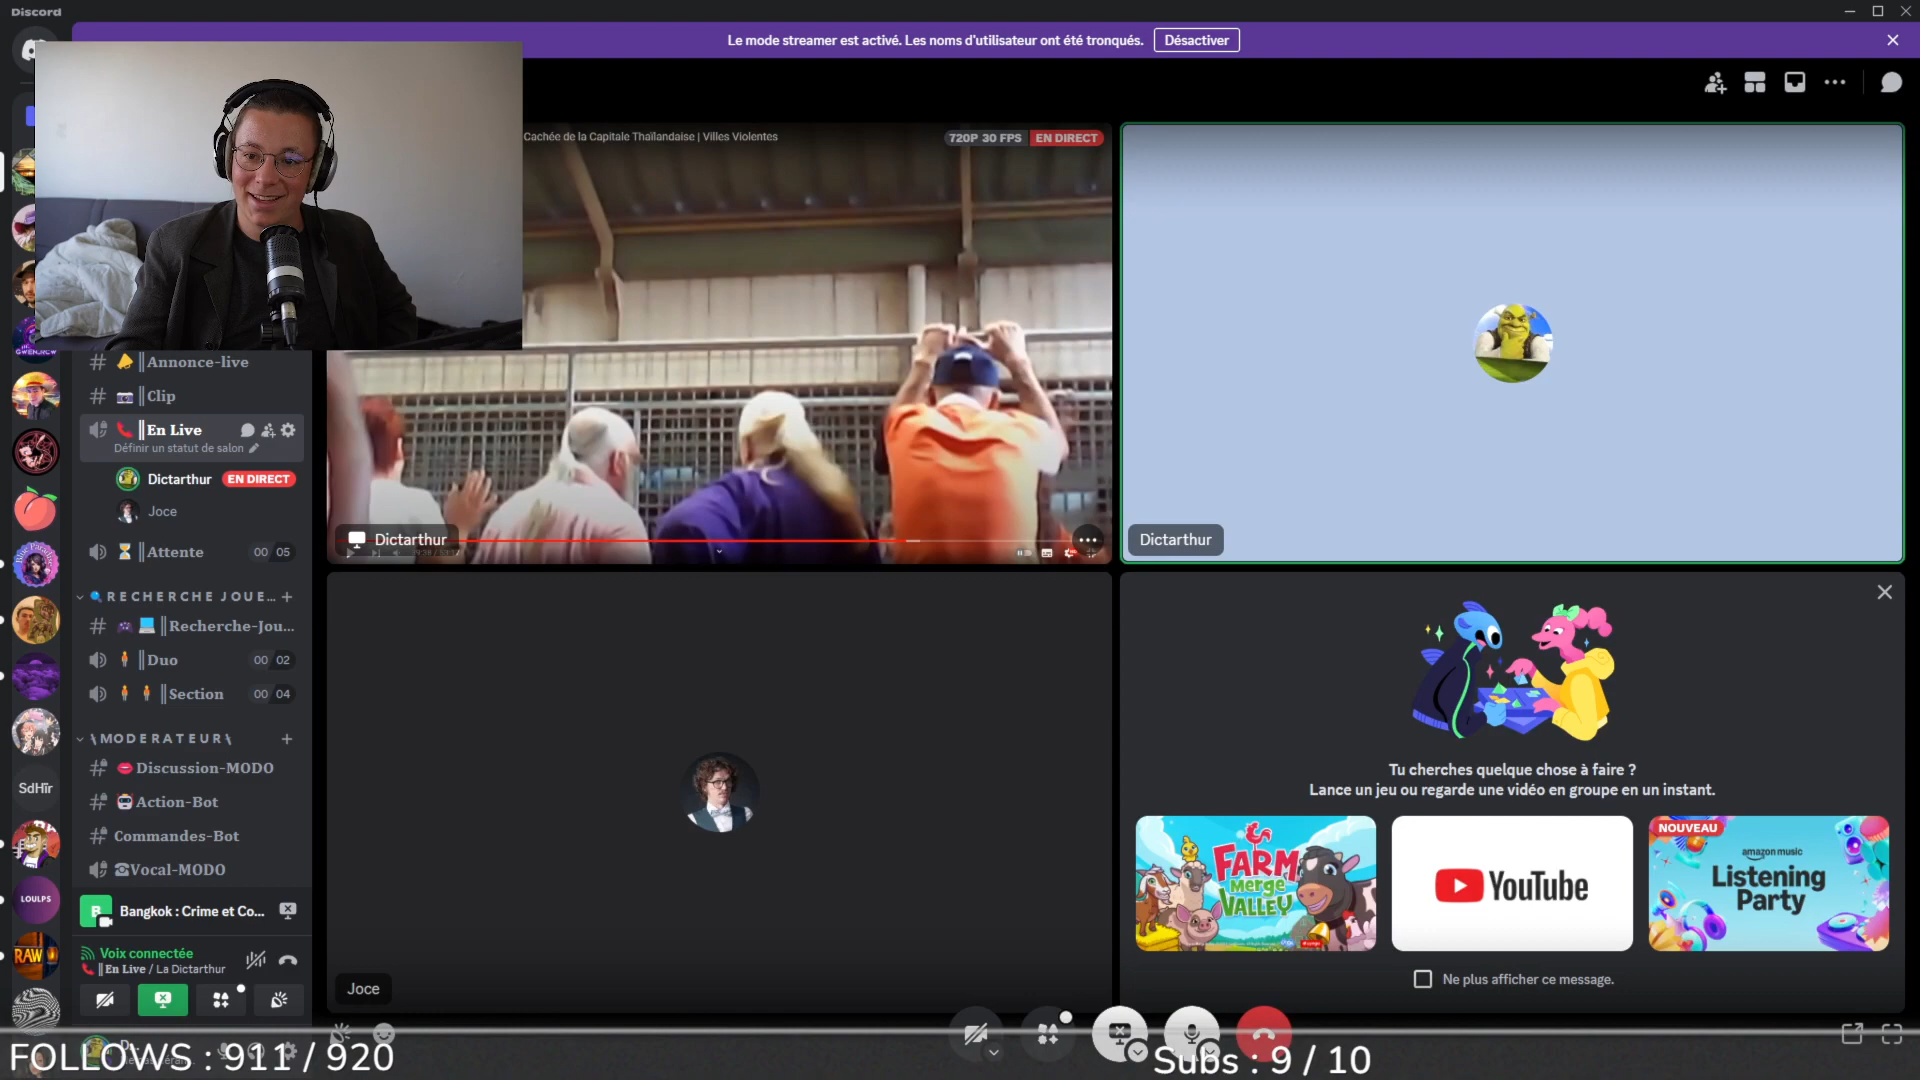 Discord
Le mode streamer est activé. Les noms d'utilisateur ont été tronqués.
Désactiver
Cachée de la Capitale Thaïlandaise | Villes Violentes
720P 30 FPS
EN DIRECT
Annonce-live
Clip
En Live
Définir un statut de salon
Dictarthur
EN DIRECT
Joce
Attente
00 05
RECHERCHE JOUE...
Recherche-Jou...
Duo
00 02
Section
00 04
\MODERATEUR\
Discussion-MODO
Action-Bot
Commandes-Bot
Vocal-MODO
Bangkok : Crime et Co...
Voix connectée
En Live / La Dictarthur
SdHîr
LOULPS
RAW
Dictarthur
Dictarthur
Joce
Tu cherches quelque chose à faire ?
Lance un jeu ou regarde une vidéo en groupe en un instant.
FARM
Merge
VALLEY
YouTube
NOUVEAU
amazon music
Listening
Party
Ne plus afficher ce message.
FOLLOWS : 911 / 920
Subs : 9 / 10